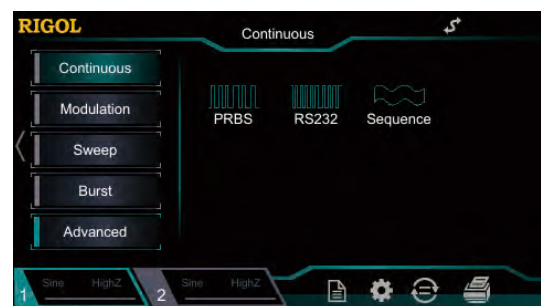 RIGOL
Continuous
Continuous
Modulation
Sweep
Burst
Advanced
PRBS RS232 Sequence
1 Sine HighZ
2 Sine HighZ